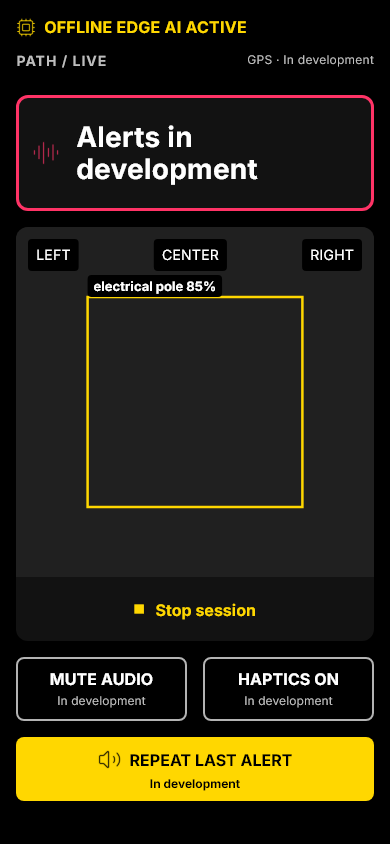 OFFLINE EDGE AI ACTIVE
PATH / LIVE
GPS · In development
Alerts in
development
LEFT
CENTER
RIGHT
electrical pole 85%
Stop session
MUTE AUDIO
In development
HAPTICS ON
In development
REPEAT LAST ALERT
In development